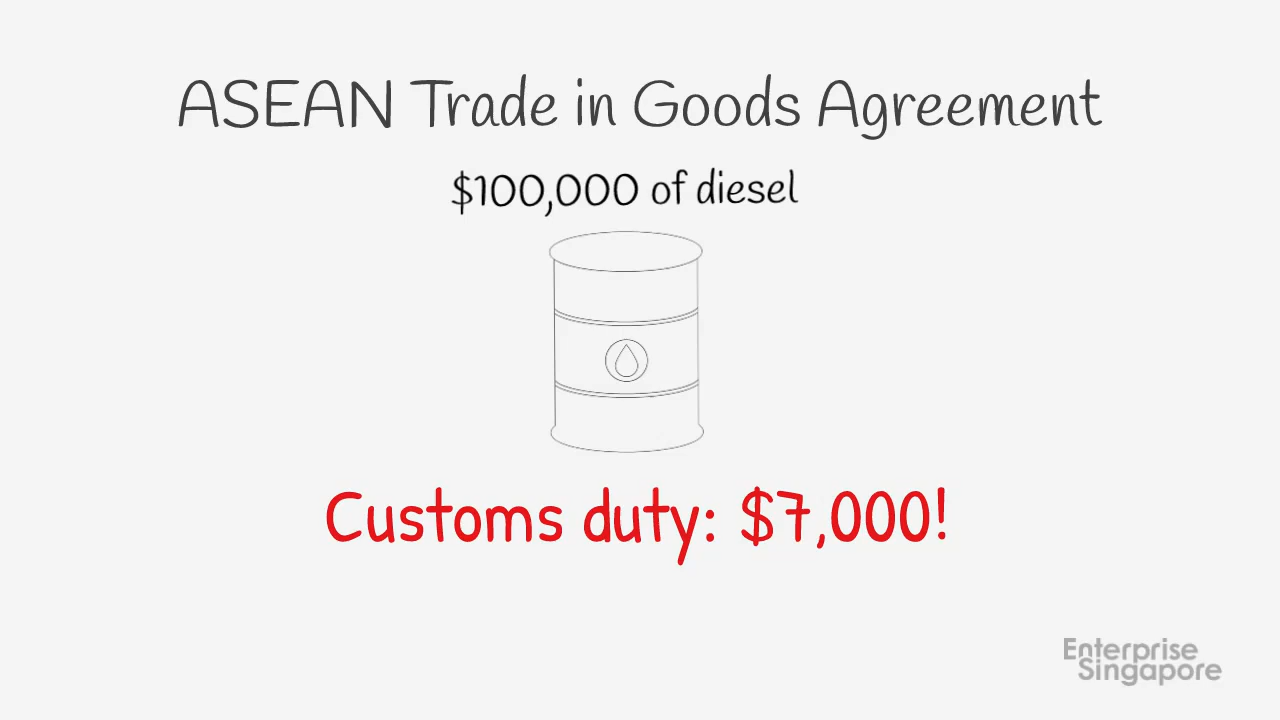 ASEAN Trade in Goods Agreement
$100,000 of diesel
Customs duty: $7,000!
Enterprise
Singapore